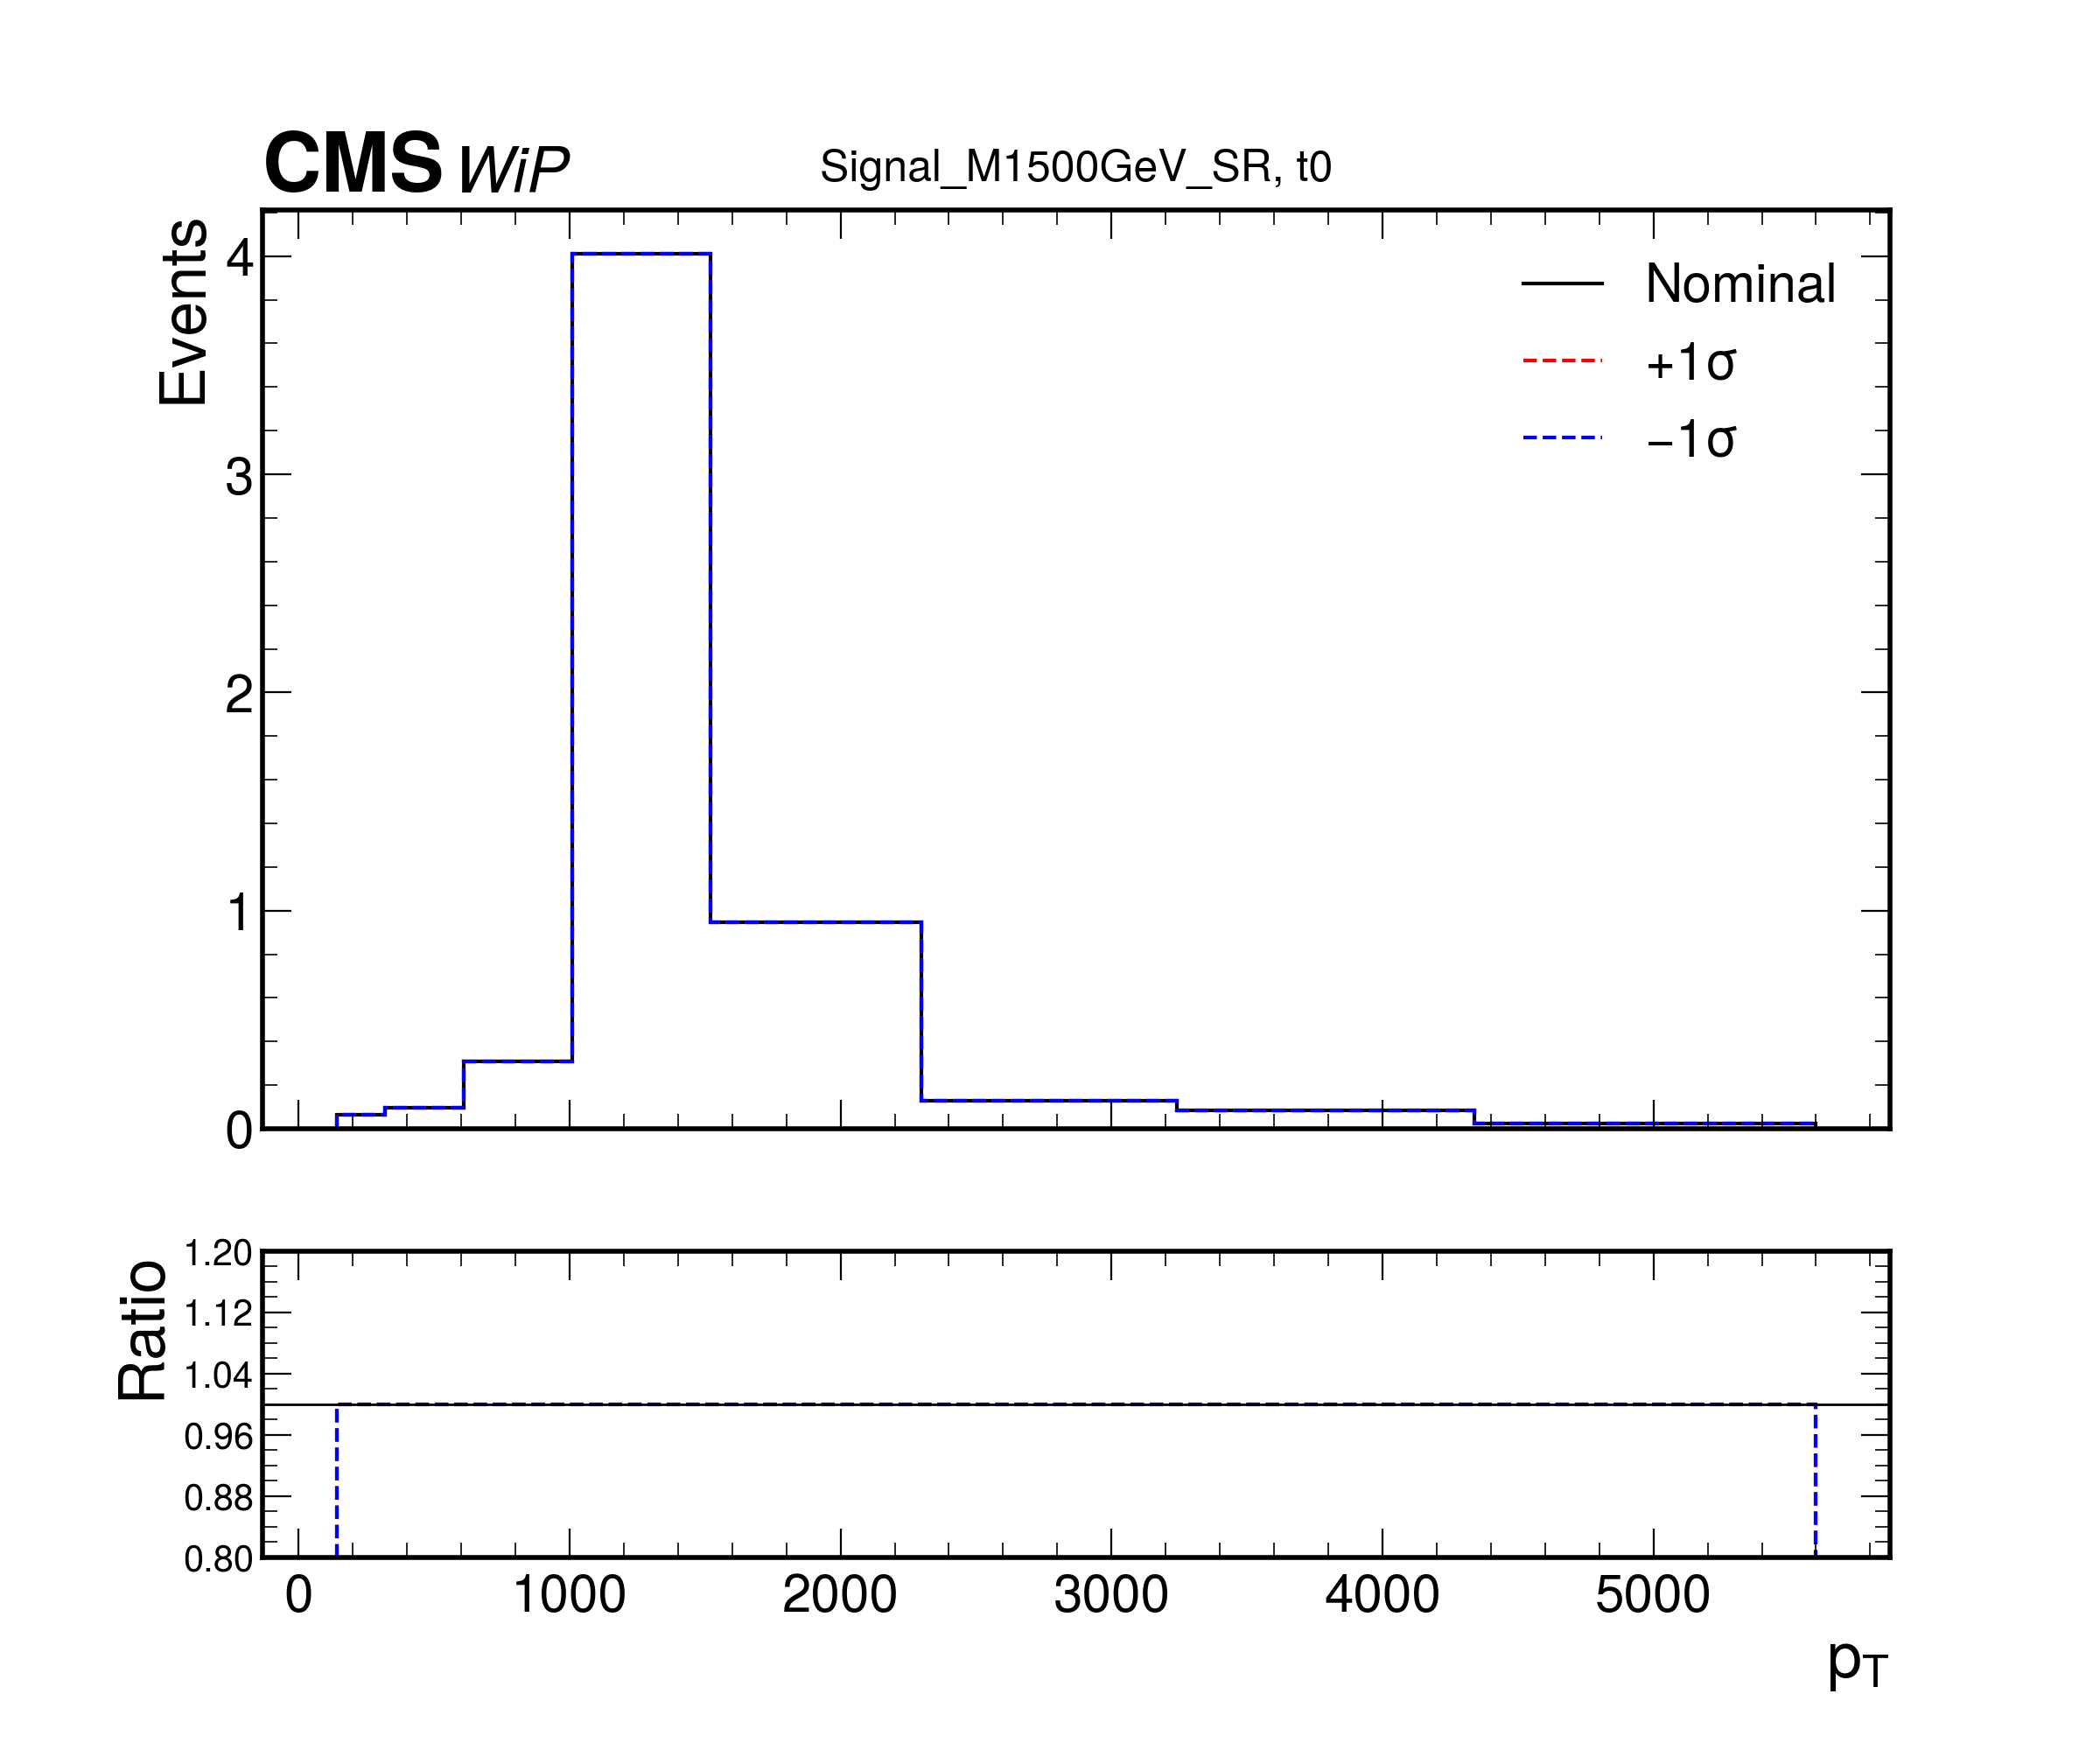 CMS WiP
Signal_M1500GeV_SR, t0
Events
4
3
2
1
0
Nominal
+1σ
−1σ
Ratio
1.20
1.12
1.04
0.96
0.88
0.80
0 1000 2000 3000 4000 5000
pT